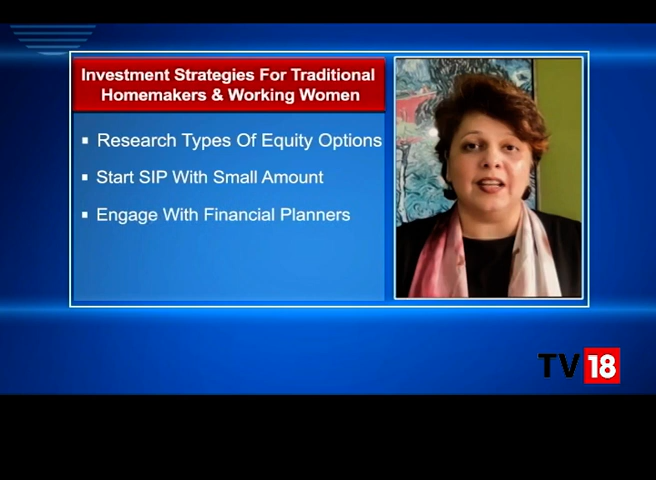 Investment Strategies For Traditional
Homemakers & Working Women
▪ Research Types Of Equity Options
▪ Start SIP With Small Amount
▪ Engage With Financial Planners
TV18